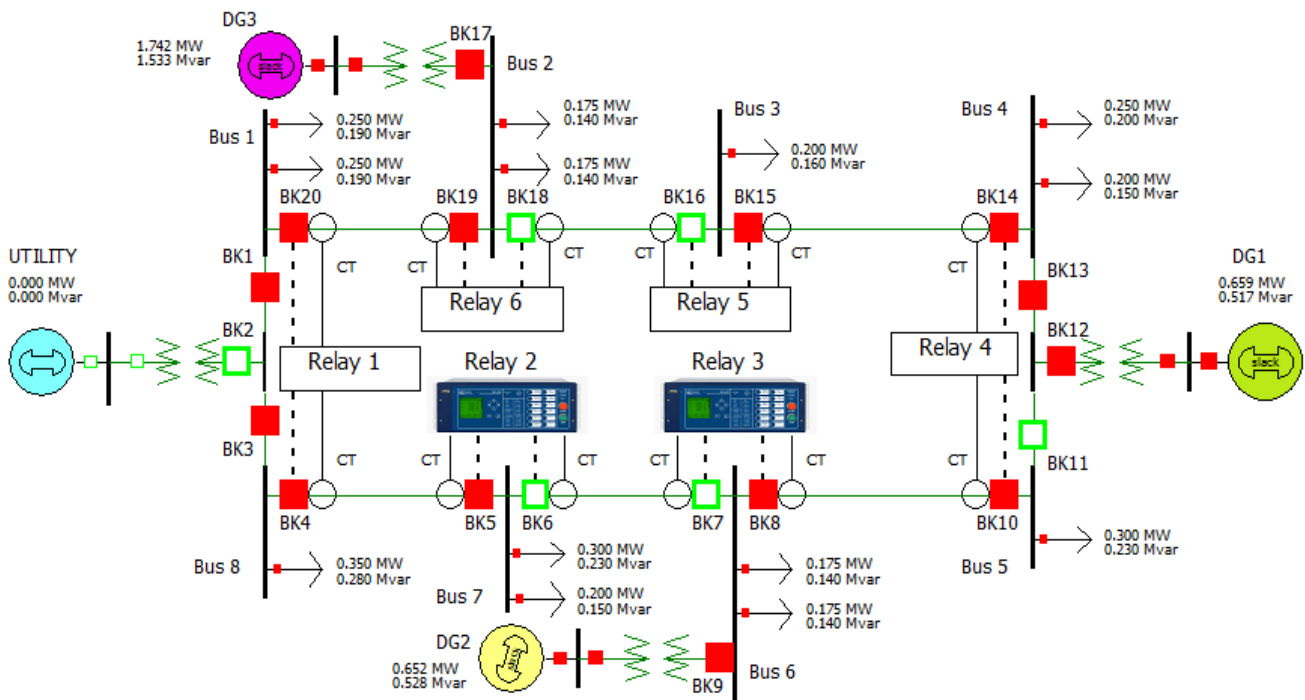 DG3
1.742 MW
1.533 Mvar
slack
BK17
Bus 2
0.175 MW
0.140 Mvar
0.175 MW
0.140 Mvar
Bus 3
0.200 MW
0.160 Mvar
Bus 4
0.250 MW
0.200 Mvar
0.200 MW
0.150 Mvar
Bus 1
0.250 MW
0.190 Mvar
0.250 MW
0.190 Mvar
BK20
BK19
BK18
BK16
BK15
BK14
CT
CT
CT
CT
CT
CT
UTILITY
0.000 MW
0.000 Mvar
BK1
BK2
BK3
Relay 6
Relay 5
Relay 1
Relay 2
Relay 3
Relay 4
BK13
BK12
BK11
DG1
0.659 MW
0.517 Mvar
slack
CT
CT
CT
CT
CT
CT
BK4
BK5
BK6
BK7
BK8
BK10
Bus 8
0.350 MW
0.280 Mvar
Bus 7
0.300 MW
0.230 Mvar
0.200 MW
0.150 Mvar
0.175 MW
0.140 Mvar
0.175 MW
0.140 Mvar
Bus 5
0.300 MW
0.230 Mvar
DG2
0.652 MW
0.528 Mvar
slack
BK9
Bus 6